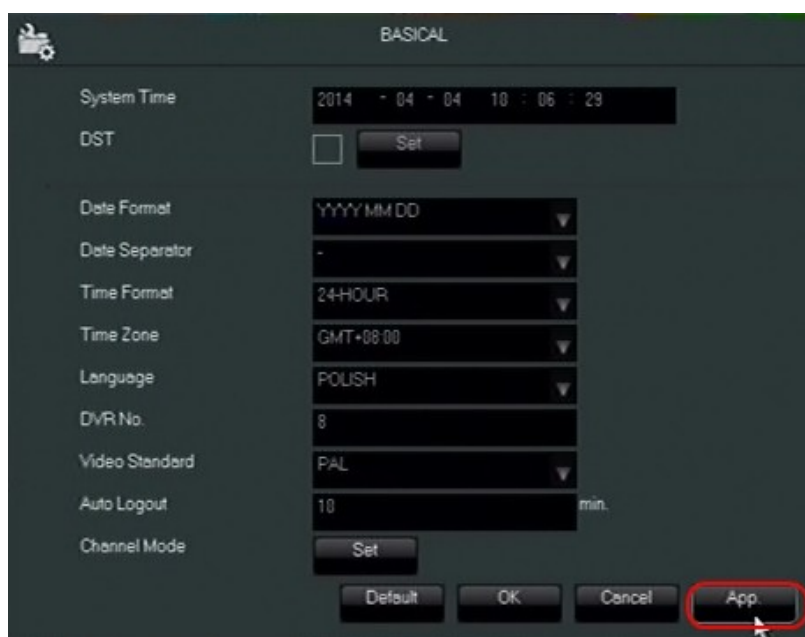 BASICAL
System Time 2014 - 04 - 04 10 : 06 : 29
DST Set
Date Format YYYY MM DD
Date Separator -
Time Format 24-HOUR
Time Zone GMT+08:00
Language POLISH
DVR No. 8
Video Standard PAL
Auto Logout 10 min.
Channel Mode Set
Default OK Cancel App.